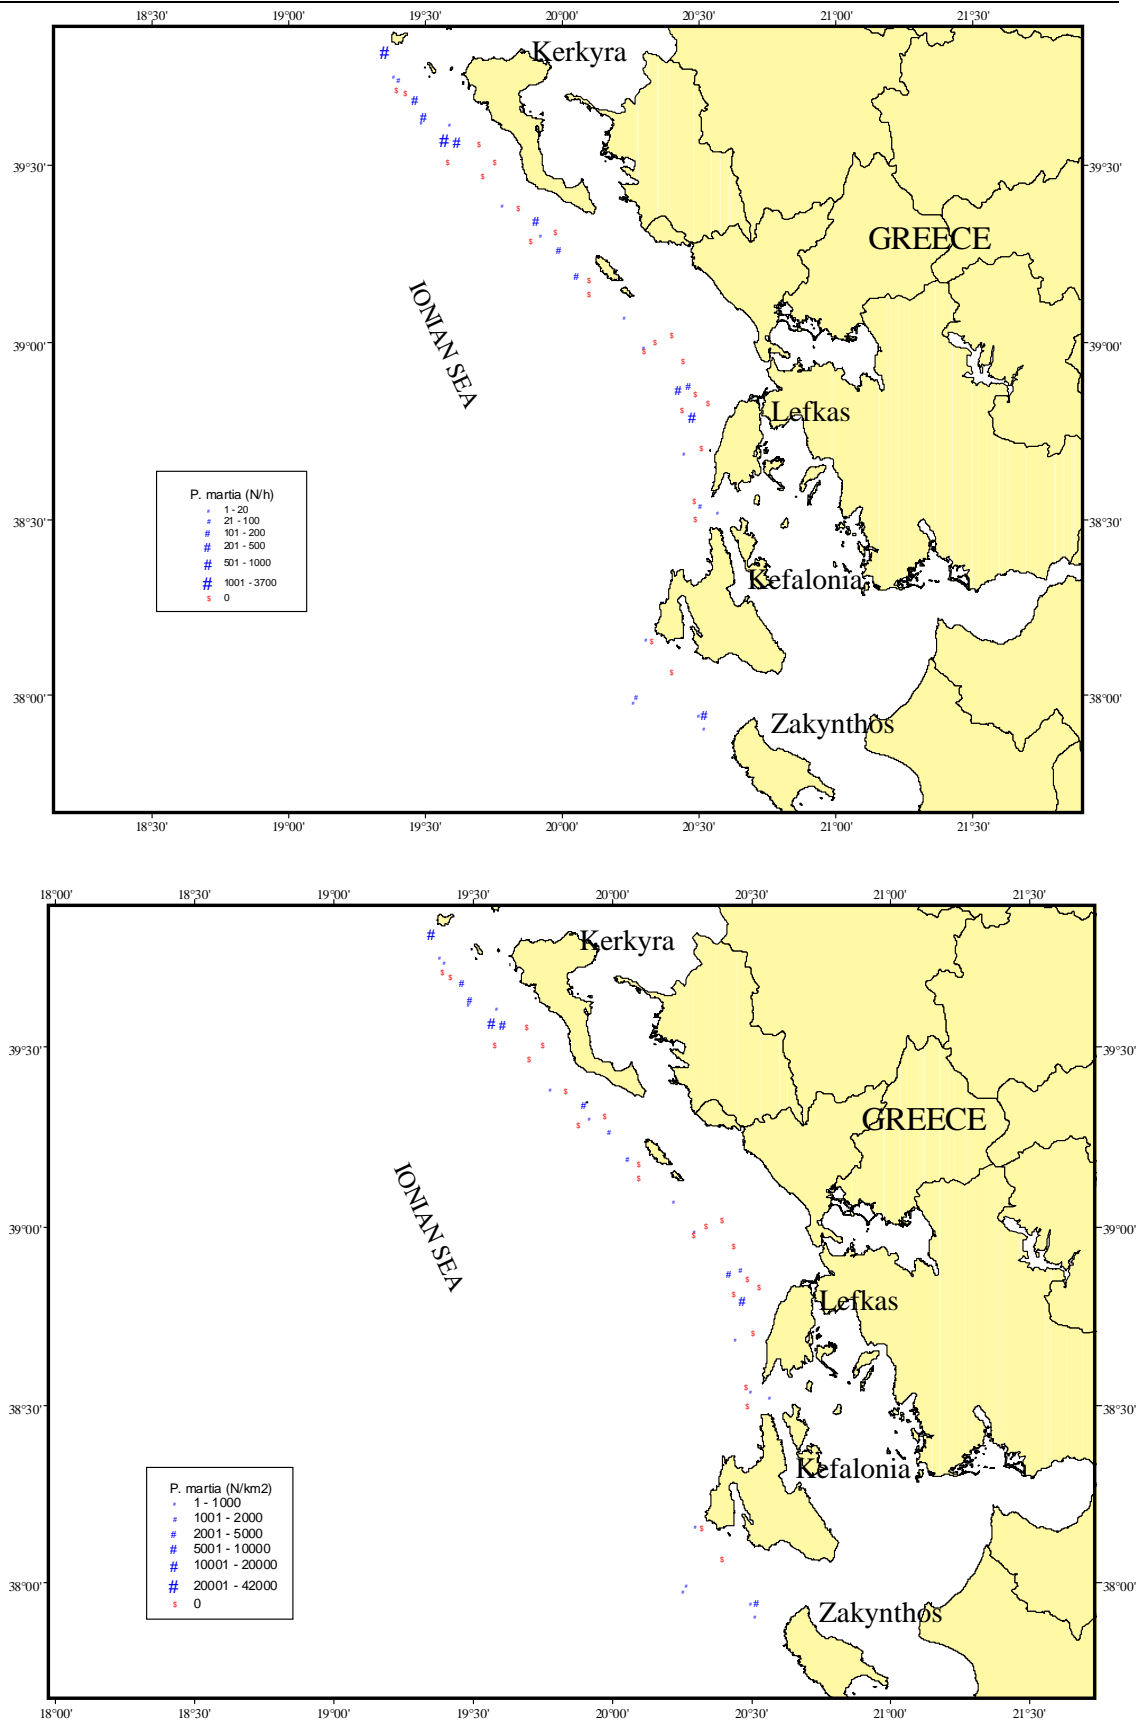 18°30' 19°00' 19°30' 20°00' 20°30' 21°00' 21°30'
Kerkyra
39°30' 39°30'
GREECE
IONIAN SEA
39°00' 39°00'
Lefkas
P. martia (N/h)
# 1 - 20
# 21 - 100
# 101 - 200
# 201 - 500
# 501 - 1000
# 1001 - 3700
$ 0
38°30' 38°30'
Kefalonia
38°00' 38°00'
Zakynthos
18°30' 19°00' 19°30' 20°00' 20°30' 21°00' 21°30'
18°00' 18°30' 19°00' 19°30' 20°00' 20°30' 21°00' 21°30'
Kerkyra
39°30' 39°30'
GREECE
IONIAN SEA
39°00' 39°00'
Lefkas
38°30' 38°30'
Kefalonia
P. martia (N/km2)
# 1 - 1000
# 1001 - 2000
# 2001 - 5000
# 5001 - 10000
# 10001 - 20000
# 20001 - 42000
$ 0
38°00' 38°00'
Zakynthos
18°00' 18°30' 19°00' 19°30' 20°00' 20°30' 21°00' 21°30'